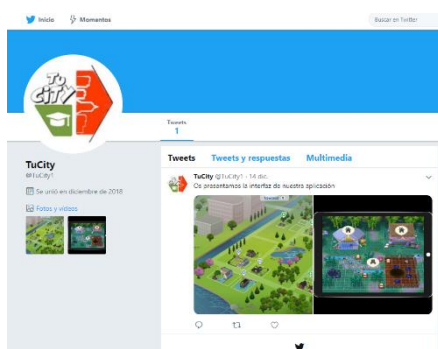 Inicio Momentos Buscar en Twitter
Tu
CiTY
Tweets
1
TuCity
@TuCity1
Se unió en diciembre de 2018
Fotos y vídeos
Tweets Tweets y respuestas Multimedia
TuCity @TuCity1 · 14 dic.
Os presentamos la interfaz de nuestra aplicación